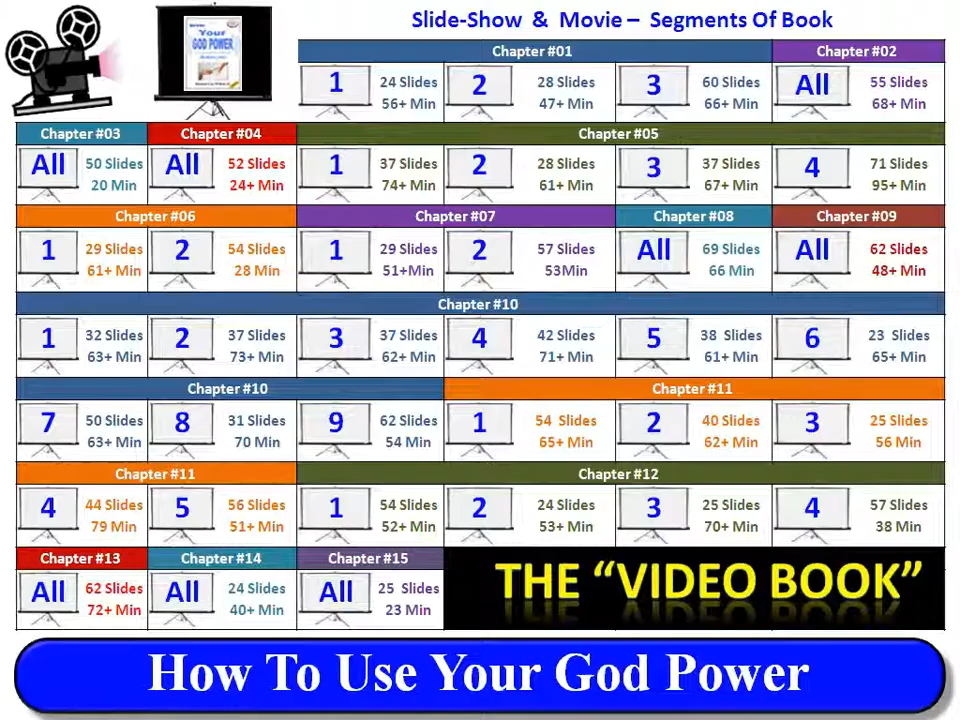 Slide-Show & Movie – Segments Of Book
Your
GOD POWER
Chapter #01 Chapter #02
1 24 Slides 2 28 Slides 3 60 Slides All 55 Slides
56+ Min 47+ Min 66+ Min 68+ Min
Chapter #03 Chapter #04 Chapter #05
All 50 Slides All 52 Slides 1 37 Slides 2 28 Slides 3 37 Slides 4 71 Slides
20 Min 24+ Min 74+ Min 61+ Min 67+ Min 95+ Min
Chapter #06 Chapter #07 Chapter #08 Chapter #09
1 29 Slides 2 54 Slides 1 29 Slides 2 57 Slides All 69 Slides All 62 Slides
61+ Min 28 Min 51+Min 53Min 66 Min 48+ Min
Chapter #10
1 32 Slides 2 37 Slides 3 37 Slides 4 42 Slides 5 38 Slides 6 23 Slides
63+ Min 73+ Min 62+ Min 71+ Min 61+ Min 65+ Min
Chapter #10 Chapter #11
7 50 Slides 8 31 Slides 9 62 Slides 1 54 Slides 2 40 Slides 3 25 Slides
63+ Min 70 Min 54 Min 65+ Min 62+ Min 56 Min
Chapter #11 Chapter #12
4 44 Slides 5 56 Slides 1 54 Slides 2 24 Slides 3 25 Slides 4 57 Slides
79 Min 51+ Min 52+ Min 53+ Min 70+ Min 38 Min
Chapter #13 Chapter #14 Chapter #15
All 62 Slides All 24 Slides All 25 Slides
72+ Min 40+ Min 23 Min
THE “VIDEO BOOK”
How To Use Your God Power